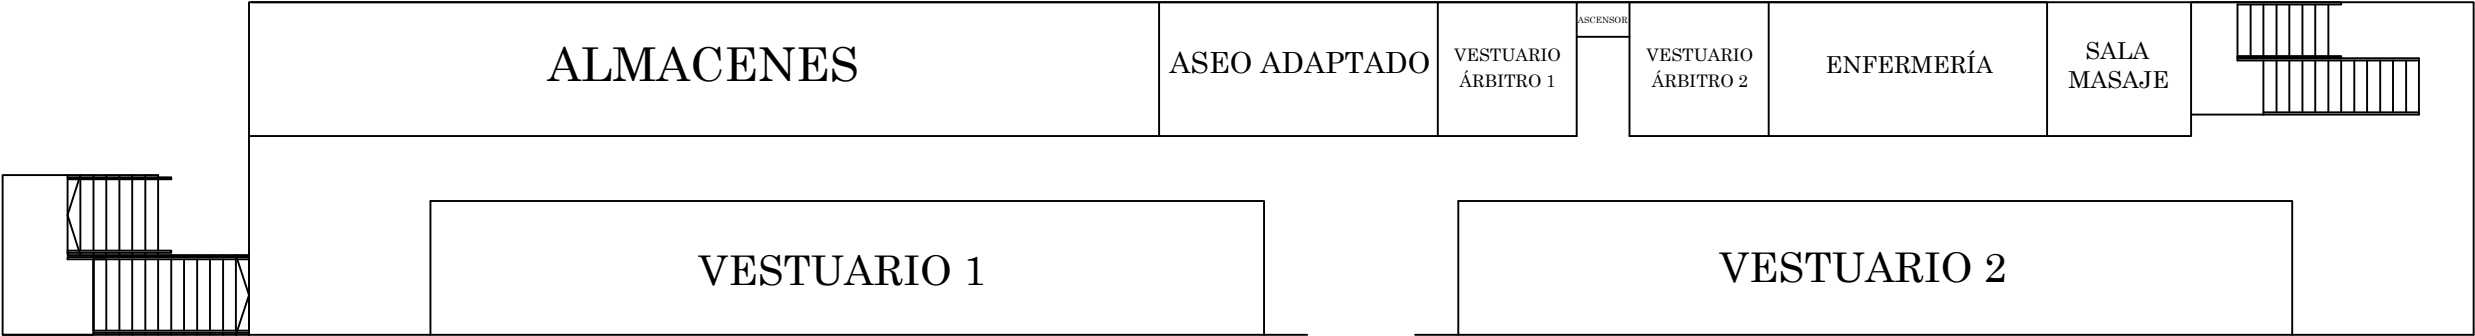 ALMACENES
ASEO ADAPTADO
VESTUARIO
ÁRBITRO 1
ASCENSOR
VESTUARIO
ÁRBITRO 2
ENFERMERÍA
SALA
MASAJE
VESTUARIO 1
VESTUARIO 2